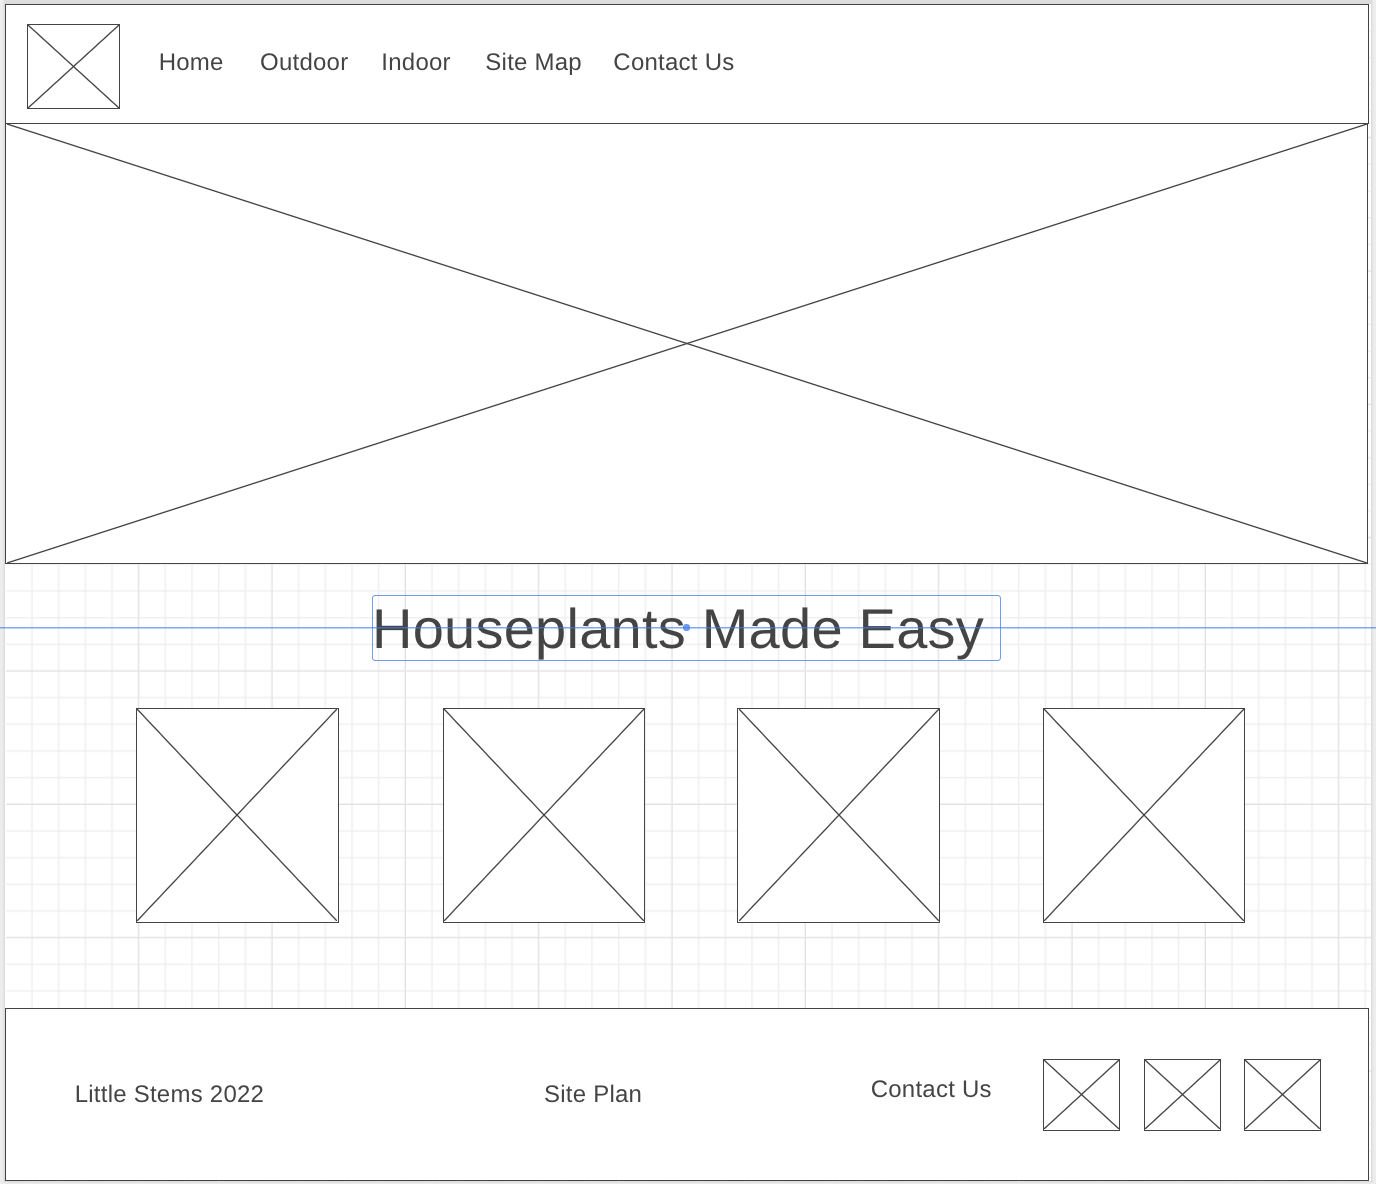 Home Outdoor Indoor Site Map Contact Us
Houseplants Made Easy
Little Stems 2022 Site Plan Contact Us